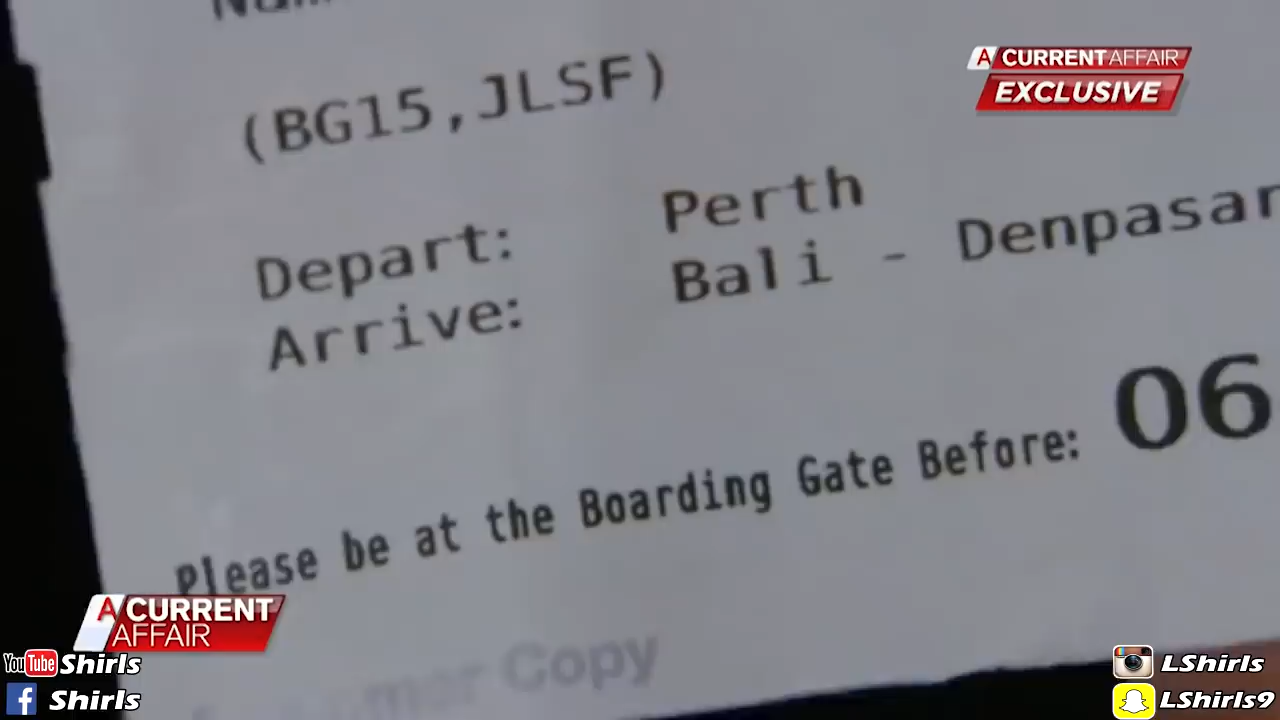 (BG15,JLSF)
Depart: Perth
Arrive: Bali - Denpasar
Please be at the Boarding Gate Before: 06
Copy
A CURRENT AFFAIR
EXCLUSIVE
A CURRENT
AFFAIR
YouTube Shirls
f Shirls
LShirls
LShirls9